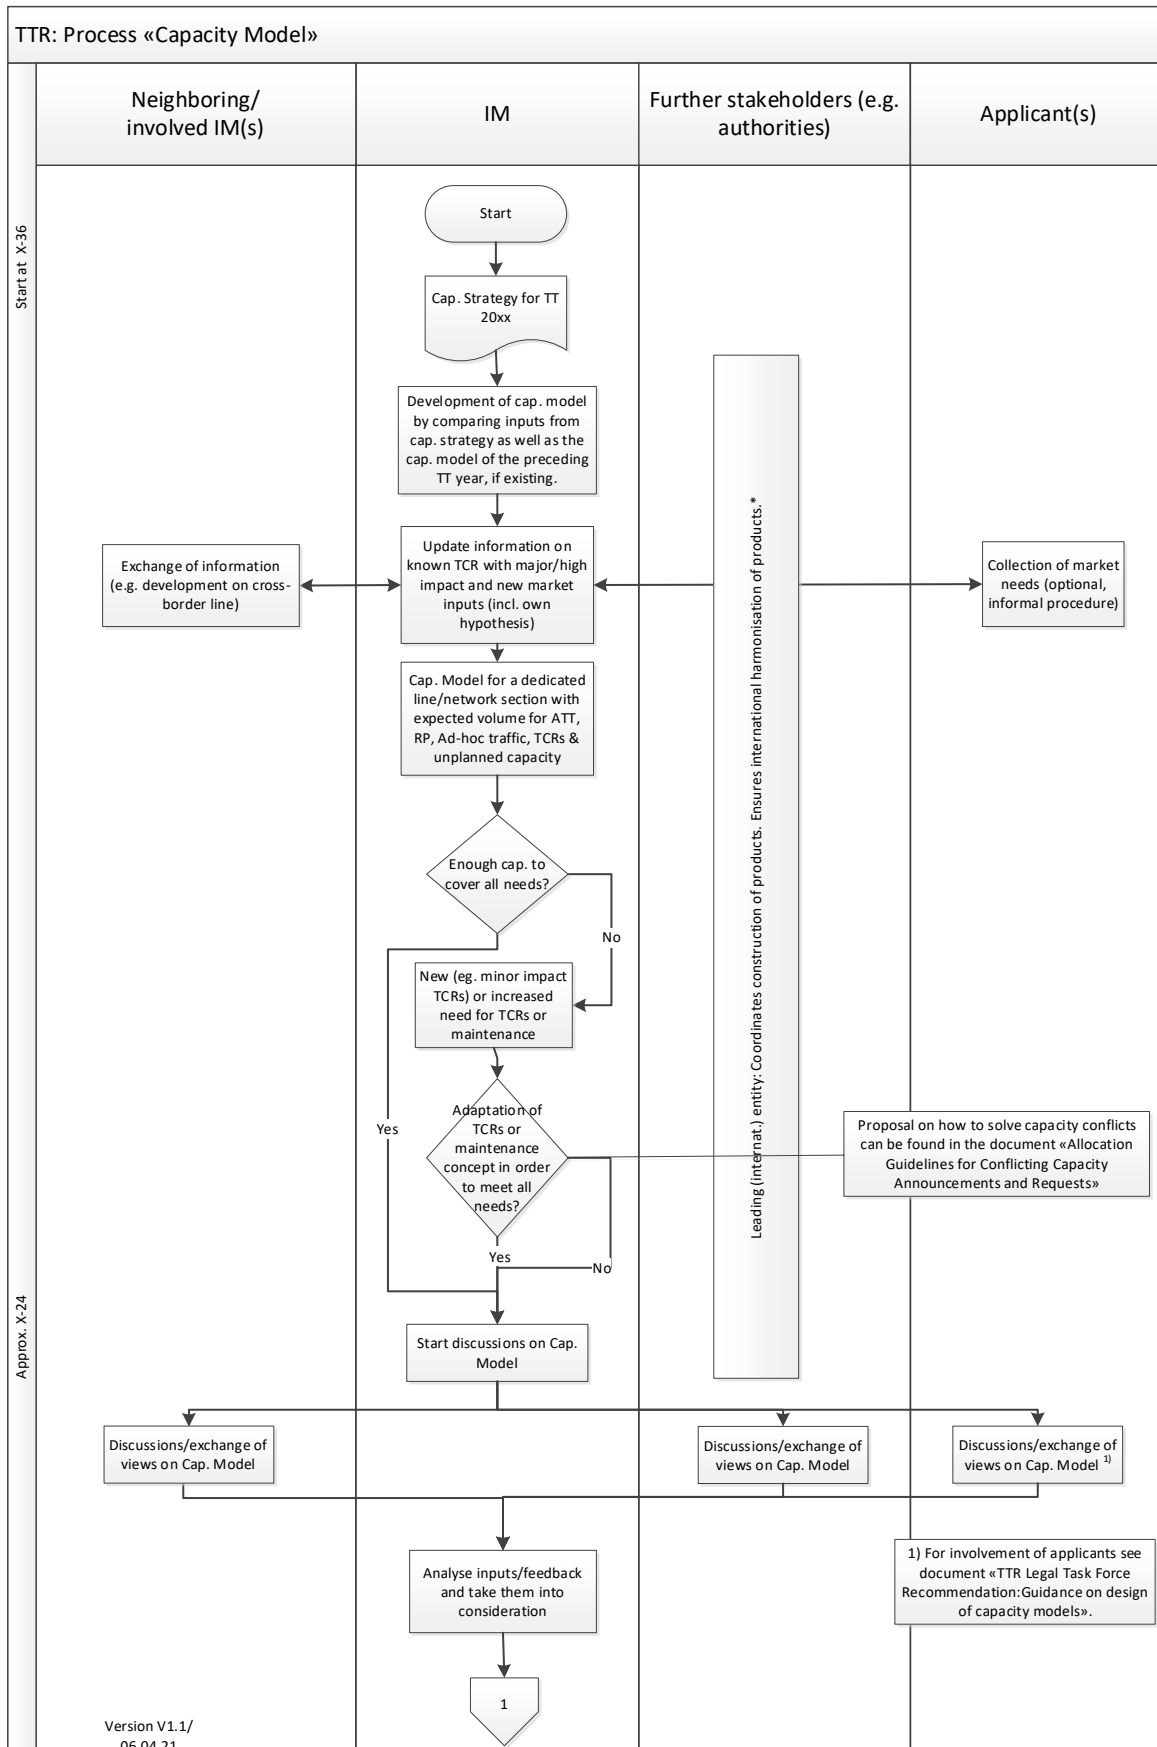 TTR: Process «Capacity Model»
Neighboring/
involved IM(s)
IM
Further stakeholders (e.g.
authorities)
Applicant(s)
Start at X-36
Start
Cap. Strategy for TT
20xx
Development of cap. model
by comparing inputs from
cap. strategy as well as the
cap. model of the preceding
TT year, if existing.
Exchange of information
(e.g. development on cross-
border line)
Update information on
known TCR with major/high
impact and new market
inputs (incl. own
hypothesis)
Collection of market
needs (optional,
informal procedure)
Leading (internat.) entity: Coordinates construction of products. Ensures international harmonisation of products.*
Cap. Model for a dedicated
line/network section with
expected volume for ATT,
RP, Ad-hoc traffic, TCRs &
unplanned capacity
Enough cap. to
cover all needs?
No
New (eg. minor impact
TCRs) or increased
need for TCRs or
maintenance
Yes
Adaptation of
TCRs or
maintenance
concept in order
to meet all
needs?
Proposal on how to solve capacity conflicts
can be found in the document «Allocation
Guidelines for Conflicting Capacity
Announcements and Requests»
Yes
No
Approx. X-24
Start discussions on Cap.
Model
Discussions/exchange of
views on Cap. Model
Discussions/exchange of
views on Cap. Model
Discussions/exchange of
views on Cap. Model 1)
Analyse inputs/feedback
and take them into
consideration
1) For involvement of applicants see
document «TTR Legal Task Force
Recommendation:Guidance on design
of capacity models».
1
Version V1.1/
06.04.21